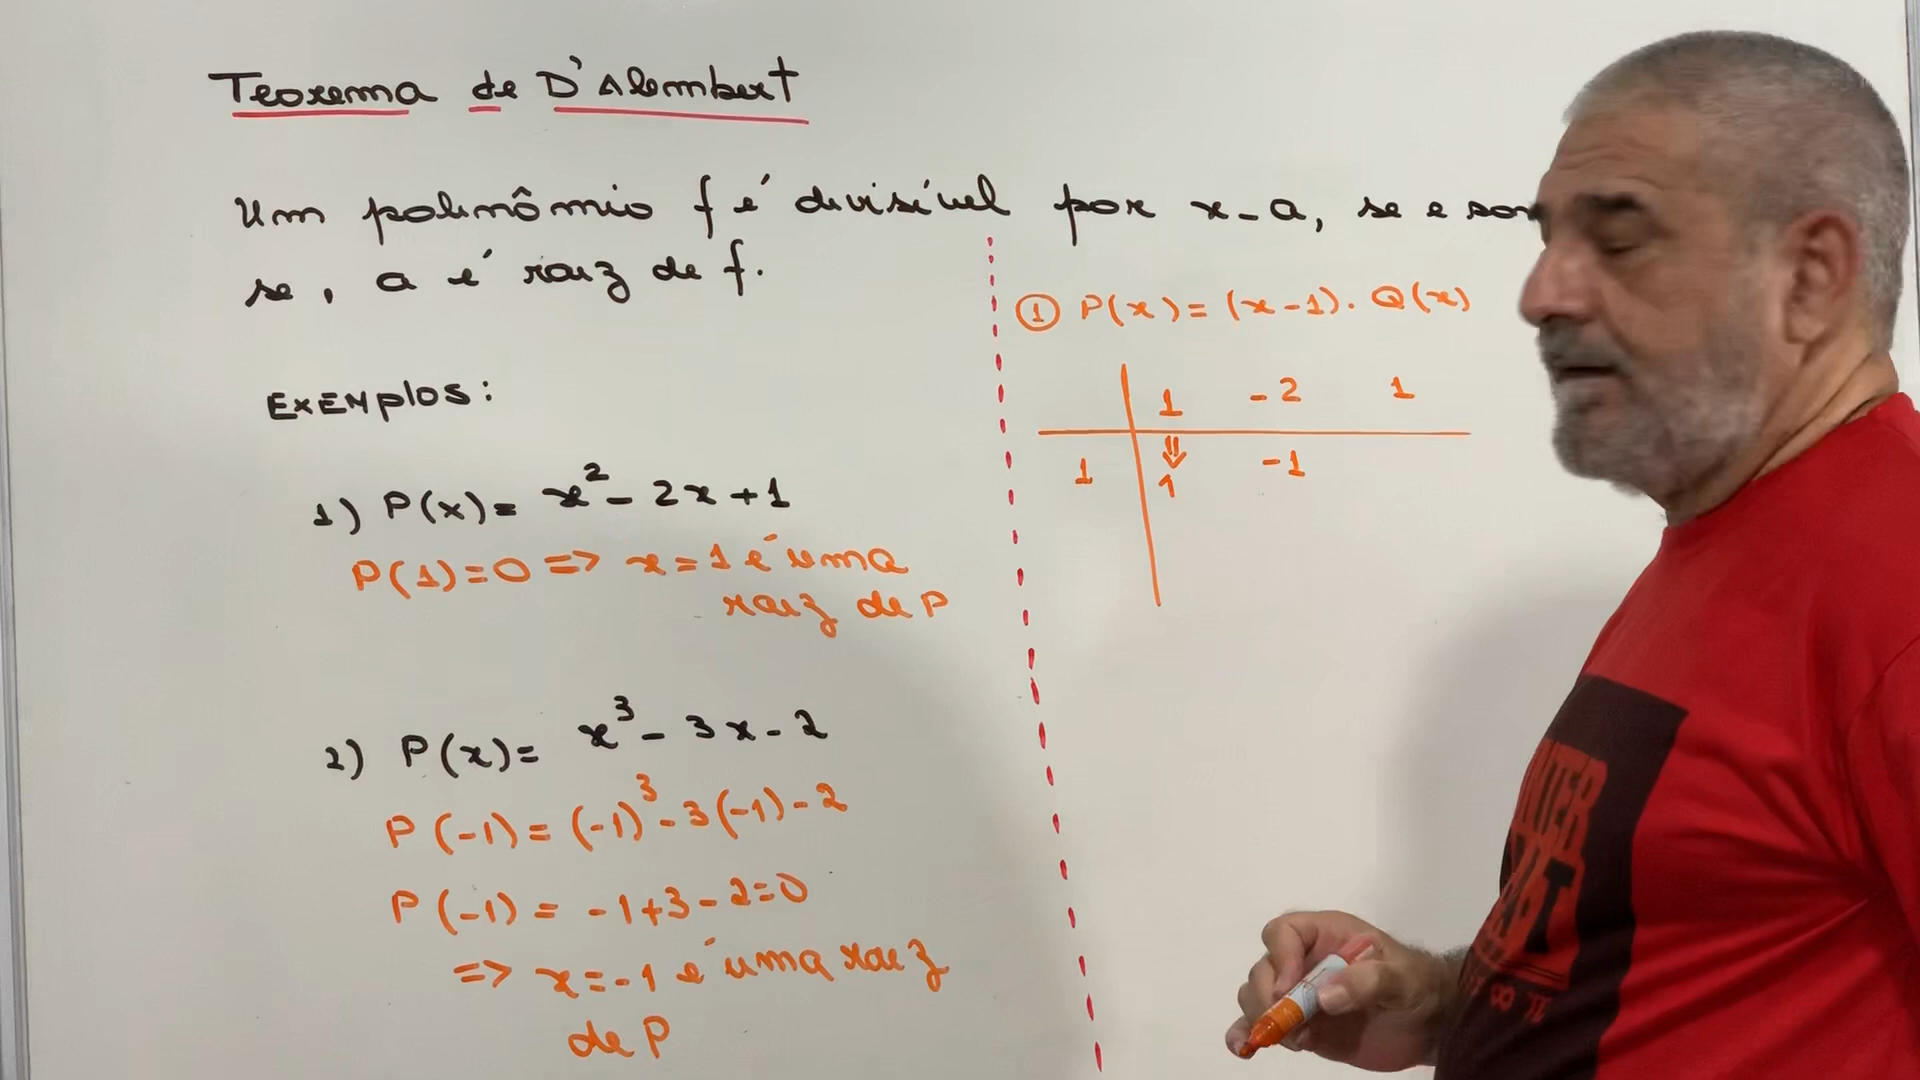 Teorema de D'Alembert
Um polinômio f é divisível por x-a, se e som
se, a é raiz de f.
EXEMPLOS:
1) P(x) = x² - 2x + 1
P(1) = 0 => x = 1 é uma
raiz de P
2) P(x) = x³ - 3x - 2
P(-1) = (-1)³ - 3(-1) - 2
P(-1) = -1+3-2=0
=> x = -1 é uma raiz
de P
① P(x) = (x-1). Q(x)
1 -2 1
1 1 -1